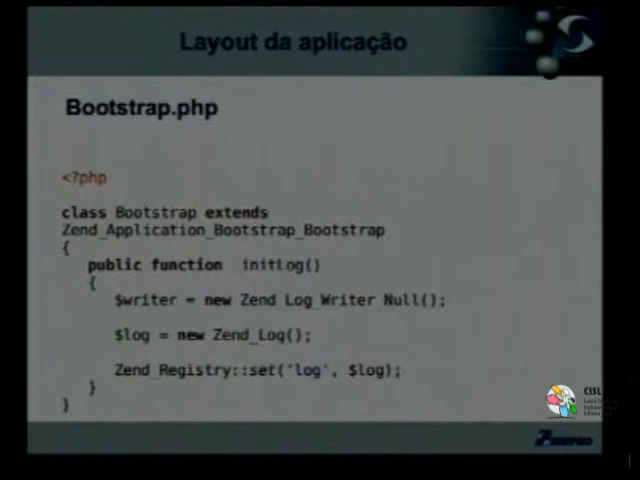 Layout da aplicação
Bootstrap.php
<?php
class Bootstrap extends
Zend_Application_Bootstrap_Bootstrap
{
public function _initLog()
{
$writer = new Zend_Log_Writer_Null();
$log = new Zend_Log();
Zend_Registry::set('log', $log);
}
}
CISL